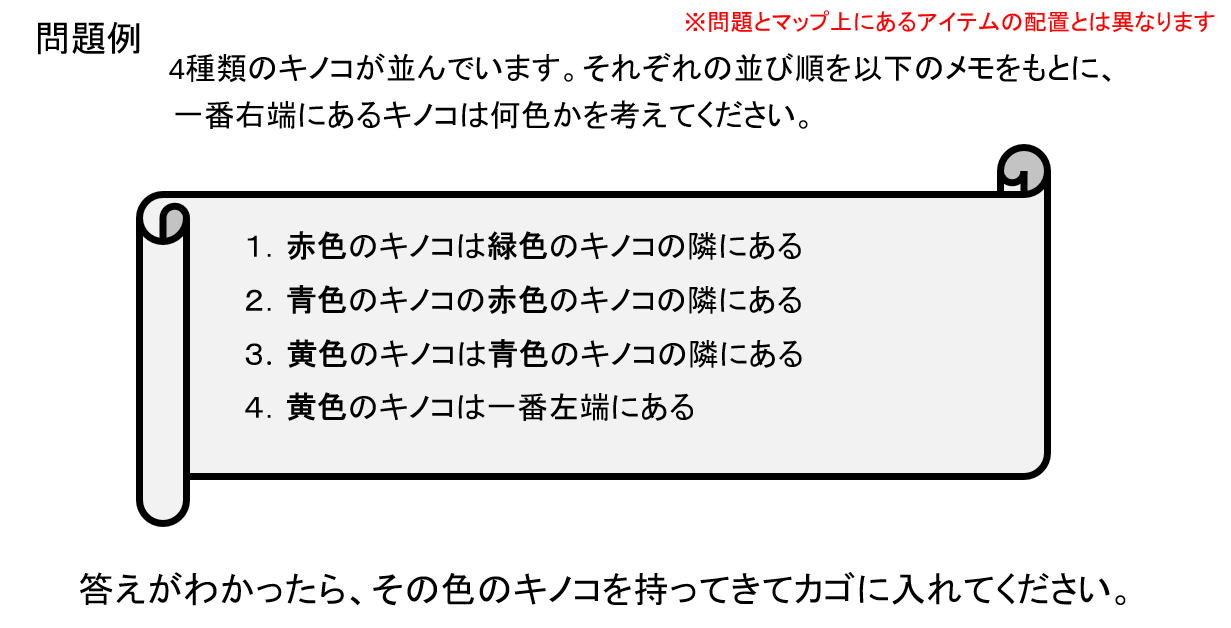 ※問題とマップ上にあるアイテムの配置とは異なります
問題例
4種類のキノコが並んでいます。それぞれの並び順を以下のメモをもとに、
一番右端にあるキノコは何色かを考えてください。
１．赤色のキノコは緑色のキノコの隣にある
２．青色のキノコの赤色のキノコの隣にある
３．黄色のキノコは青色のキノコの隣にある
４．黄色のキノコは一番左端にある
答えがわかったら、その色のキノコを持ってきてカゴに入れてください。